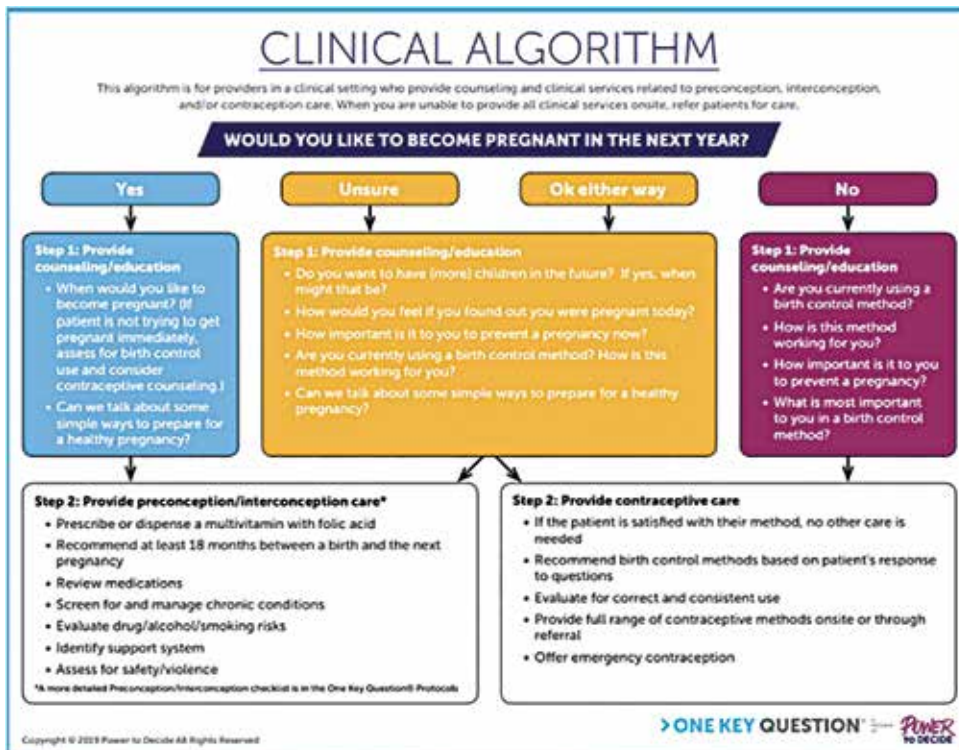 CLINICAL ALGORITHM
This algorithm is for providers in a clinical setting who provide counseling and clinical services related to preconception, interconception,
and/or contraception care. When you are unable to provide all clinical services onsite, refer patients for care.
WOULD YOU LIKE TO BECOME PREGNANT IN THE NEXT YEAR?
Yes
Unsure
Ok either way
No
Step 1: Provide
counseling/education
• When would you like to
become pregnant? (If
patient is not trying to get
pregnant immediately,
assess for birth control
use and consider
contraceptive counseling.)
• Can we talk about some
simple ways to prepare for
a healthy pregnancy?
Step 1: Provide counseling/education
• Do you want to have (more) children in the future? If yes, when
might that be?
• How would you feel if you found out you were pregnant today?
• How important is it to you to prevent a pregnancy now?
• Are you currently using a birth control method? How is this
method working for you?
• Can we talk about some simple ways to prepare for a healthy
pregnancy?
Step 1: Provide
counseling/education
• Are you currently using a
birth control method?
• How is this method
working for you?
• How important is it to you
to prevent a pregnancy?
• What is most important
to you in a birth control
method?
Step 2: Provide preconception/interconception care*
• Prescribe or dispense a multivitamin with folic acid
• Recommend at least 18 months between a birth and the next
pregnancy
• Review medications
• Screen for and manage chronic conditions
• Evaluate drug/alcohol/smoking risks
• Identify support system
• Assess for safety/violence
*A more detailed Preconception/Interconception checklist is in the One Key Question® Protocols
Step 2: Provide contraceptive care
• If the patient is satisfied with their method, no other care is
needed
• Recommend birth control methods based on patient's response
to questions
• Evaluate for correct and consistent use
• Provide full range of contraceptive methods onsite or through
referral
• Offer emergency contraception
Copyright © 2019 Power to Decide All Rights Reserved
>ONE KEY QUESTION
POWER
TO DECIDE